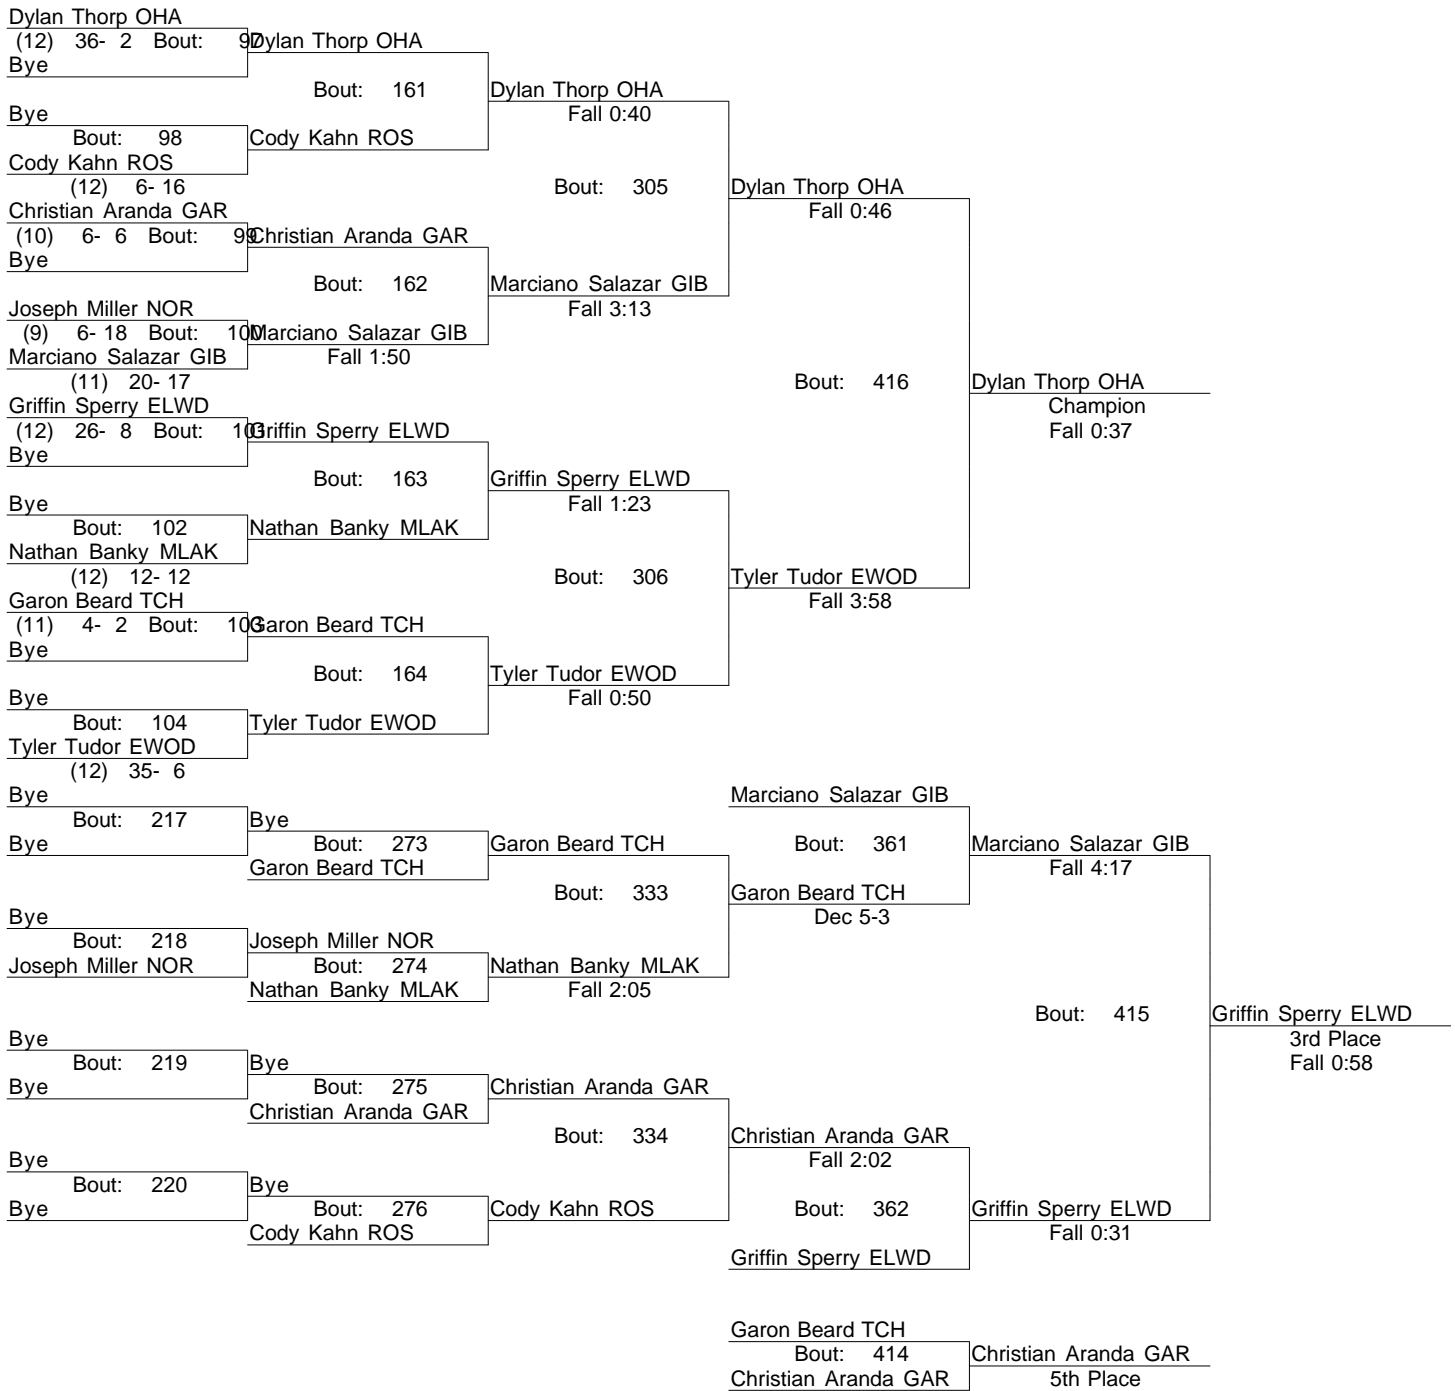 Dylan Thorp OHA
(12) 36- 2 Bout: 97
Dylan Thorp OHA
Bye
Bout: 161
Dylan Thorp OHA
Fall 0:40
Bye
Bout: 98
Cody Kahn ROS
Cody Kahn ROS
(12) 6- 16
Bout: 305
Dylan Thorp OHA
Fall 0:46
Christian Aranda GAR
(10) 6- 6 Bout: 99
Christian Aranda GAR
Bye
Bout: 162
Marciano Salazar GIB
Fall 3:13
Joseph Miller NOR
(9) 6- 18 Bout: 100
Marciano Salazar GIB
Fall 1:50
Marciano Salazar GIB
(11) 20- 17
Bout: 416
Dylan Thorp OHA
Champion
Fall 0:37
Griffin Sperry ELWD
(12) 26- 8 Bout: 101
Griffin Sperry ELWD
Bye
Bout: 163
Griffin Sperry ELWD
Fall 1:23
Bye
Bout: 102
Nathan Banky MLAK
Nathan Banky MLAK
(12) 12- 12
Bout: 306
Tyler Tudor EWOD
Fall 3:58
Garon Beard TCH
(11) 4- 2 Bout: 103
Garon Beard TCH
Bye
Bout: 164
Tyler Tudor EWOD
Fall 0:50
Bye
Bout: 104
Tyler Tudor EWOD
Tyler Tudor EWOD
(12) 35- 6
Bye
Bout: 217
Bye
Bye
Bout: 273
Garon Beard TCH
Garon Beard TCH
Marciano Salazar GIB
Bout: 361
Marciano Salazar GIB
Fall 4:17
Bout: 333
Garon Beard TCH
Dec 5-3
Bye
Bout: 218
Joseph Miller NOR
Joseph Miller NOR
Bout: 274
Nathan Banky MLAK
Nathan Banky MLAK
Fall 2:05
Bout: 415
Griffin Sperry ELWD
3rd Place
Fall 0:58
Bye
Bout: 219
Bye
Bye
Bout: 275
Christian Aranda GAR
Christian Aranda GAR
Bout: 334
Christian Aranda GAR
Fall 2:02
Bye
Bout: 220
Bye
Bye
Bout: 276
Cody Kahn ROS
Cody Kahn ROS
Bout: 362
Griffin Sperry ELWD
Fall 0:31
Griffin Sperry ELWD
Garon Beard TCH
Bout: 414
Christian Aranda GAR
Christian Aranda GAR
5th Place